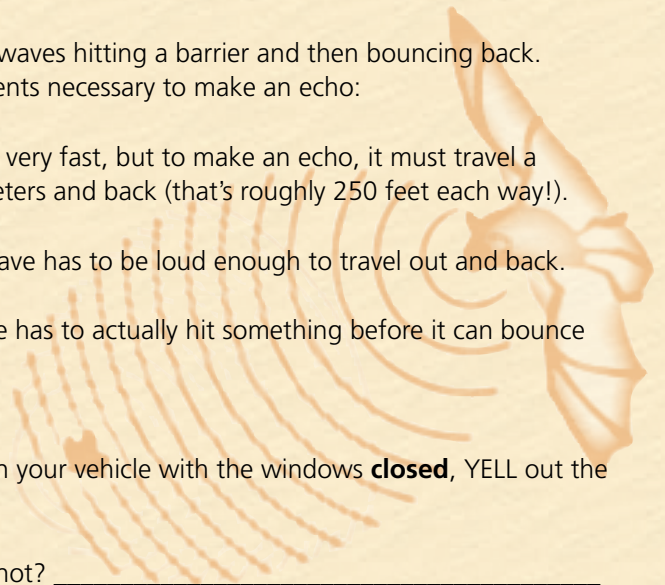 waves hitting a barrier and then bouncing back.
ents necessary to make an echo:
very fast, but to make an echo, it must travel a
eters and back (that's roughly 250 feet each way!).
ave has to be loud enough to travel out and back.
e has to actually hit something before it can bounce
n your vehicle with the windows closed, YELL out the
not?